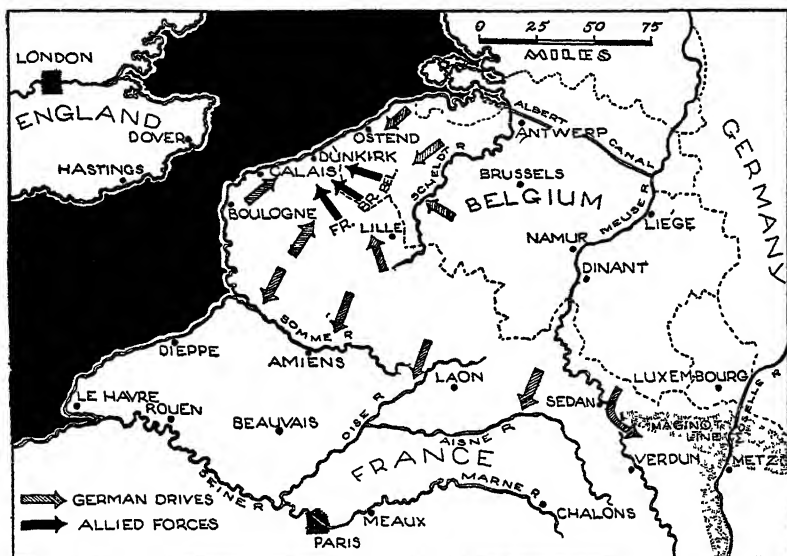 0 25 50 75
MILES
LONDON
ENGLAND
DOVER
HASTINGS
OSTEND
DUNKIRK
CALAIS
BOULOGNE
FR. BR. BEL.
LILLE
SCHELDT R
ALBERT CANAL
ANTWERP
BRUSSELS
BELGIUM
MEUSE R
LIÉGE
NAMUR
DINANT
GERMANY
SOMME R
DIEPPE
AMIENS
LE HAVRE
ROUEN
BEAUVAIS
OISE R
LAON
SEDAN
LUXEMBOURG
MOSELLE R
MAGINOT LINE
VERDUN
METZ
AISNE R
FRANCE
MARNE R
SEINE R
CHALONS
MEAUX
PARIS
GERMAN DRIVES
ALLIED FORCES